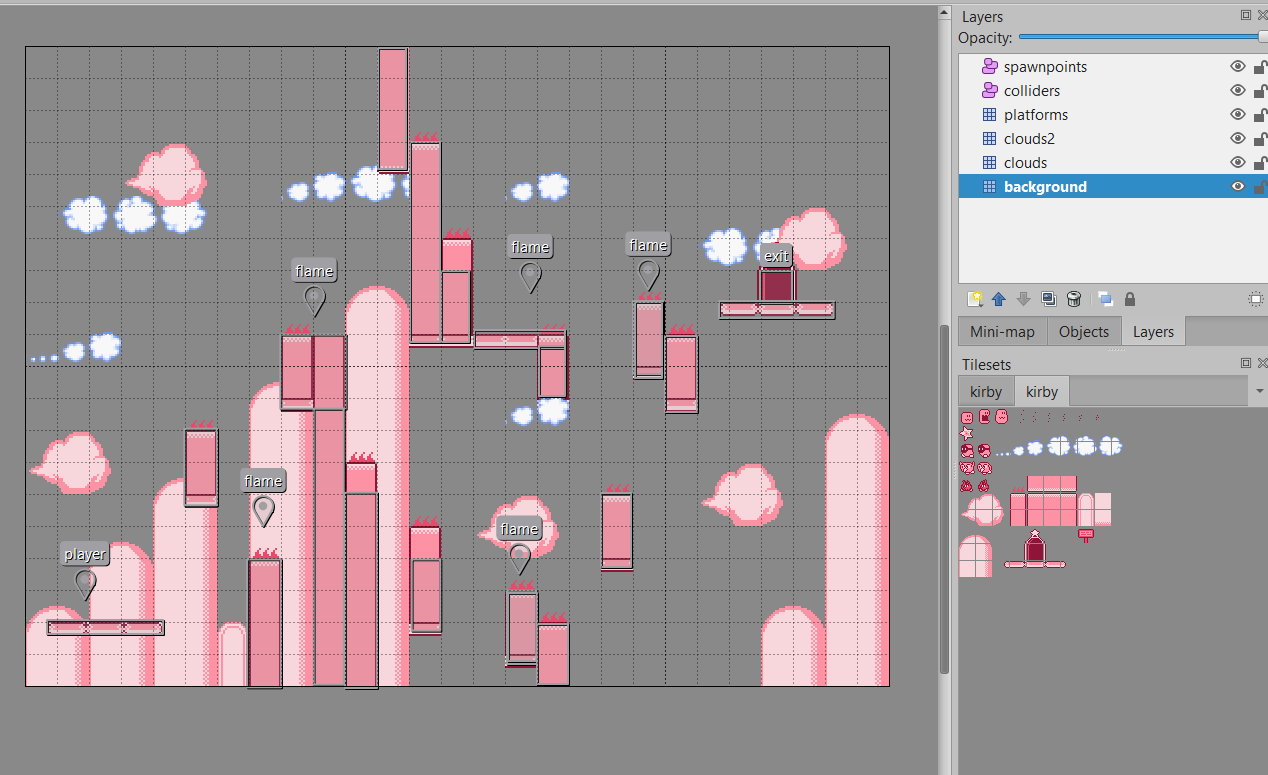 Layers
Opacity:
spawnpoints
colliders
platforms
clouds2
clouds
background
flame
flame
flame
exit
flame
flame
player
Mini-map Objects Layers
Tilesets
kirby kirby